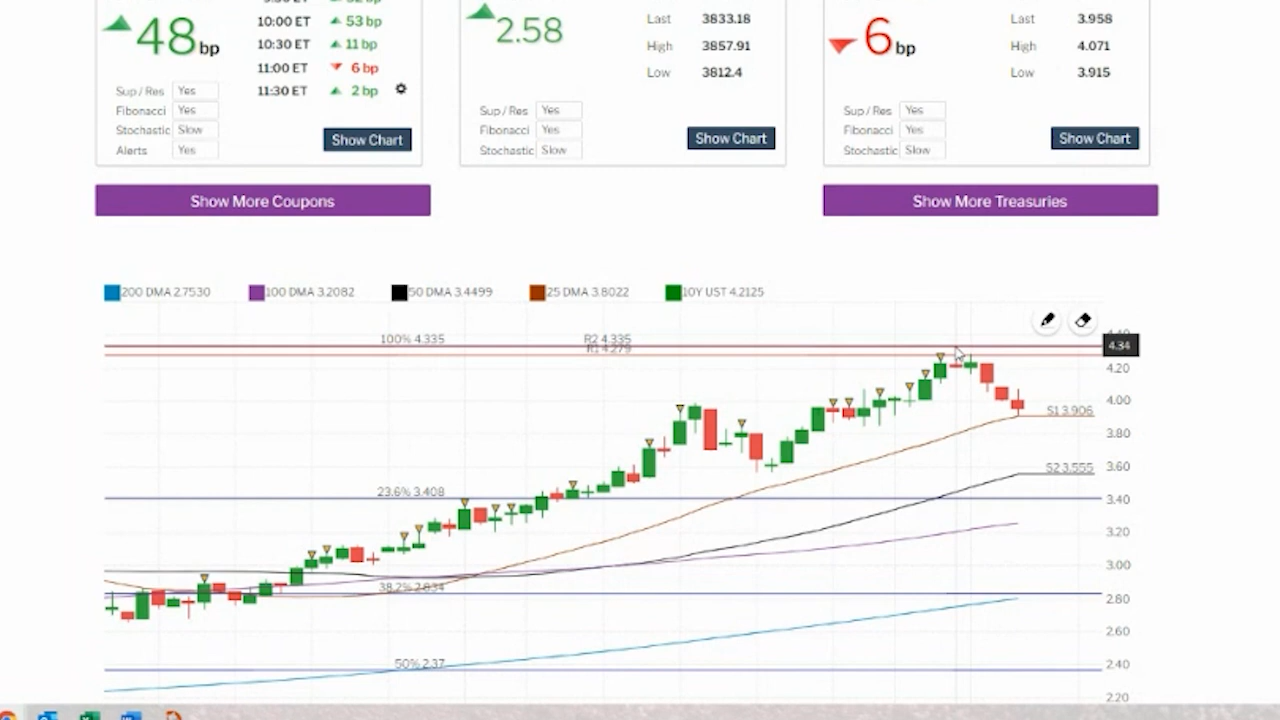 48 bp
10:00 ET 53 bp
10:30 ET 11 bp
11:00 ET 6 bp
11:30 ET 2 bp
Sup / Res Yes
Fibonacci Yes
Stochastic Slow
Alerts Yes
Show Chart
2.58
Last 3833.18
High 3857.91
Low 3812.4
Sup / Res Yes
Fibonacci Yes
Stochastic Slow
Show Chart
6 bp
Last 3.958
High 4.071
Low 3.915
Sup / Res Yes
Fibonacci Yes
Stochastic Slow
Show Chart
Show More Coupons
Show More Treasuries
200 DMA 2.7530 100 DMA 3.2082 50 DMA 3.4499 25 DMA 3.8022 10Y UST 4.2125
100% 4.335 R2 4.335
R1 4.279
4.34
4.20
4.00
S1 3.906
3.80
S2 3.555
3.60
23.6% 3.408
3.40
3.20
3.00
38.2% 2.834
2.80
2.60
50% 2.37
2.40
2.20